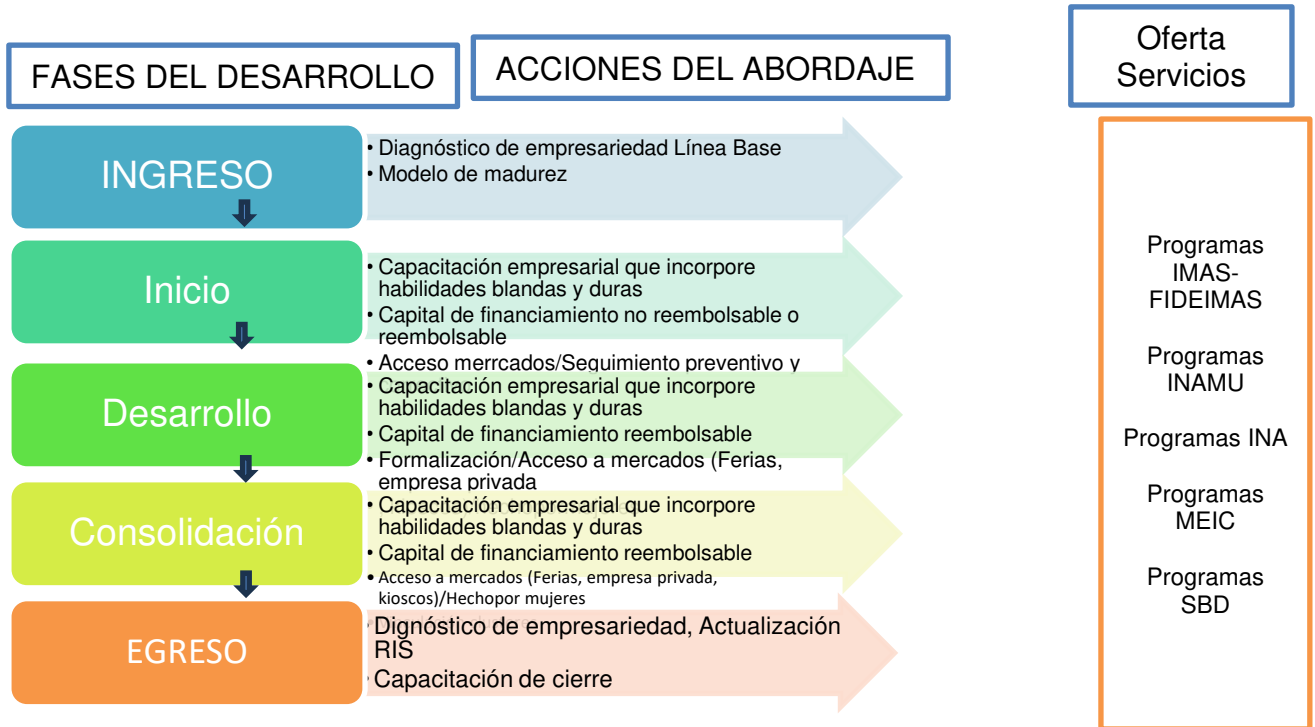 FASES DEL DESARROLLO
ACCIONES DEL ABORDAJE
Oferta
Servicios
INGRESO
• Diagnóstico de empresariedad Línea Base
• Modelo de madurez
Inicio
• Capacitación empresarial que incorpore
habilidades blandas y duras
• Capital de financiamiento no reembolsable o
reembolsable
• Acceso merrcados/Seguimiento preventivo y
Desarrollo
• Capacitación empresarial que incorpore
habilidades blandas y duras
• Capital de financiamiento reembolsable
• Formalización/Acceso a mercados (Ferias,
empresa privada
Consolidación
• Capacitación empresarial que incorpore
habilidades blandas y duras
• Capital de financiamiento reembolsable
• Acceso a mercados (Ferias, empresa privada,
kioscos)/Hechopor mujeres
EGRESO
• Dignóstico de empresariedad, Actualización
RIS
• Capacitación de cierre
Programas
IMAS-
FIDEIMAS
Programas
INAMU
Programas INA
Programas
MEIC
Programas
SBD